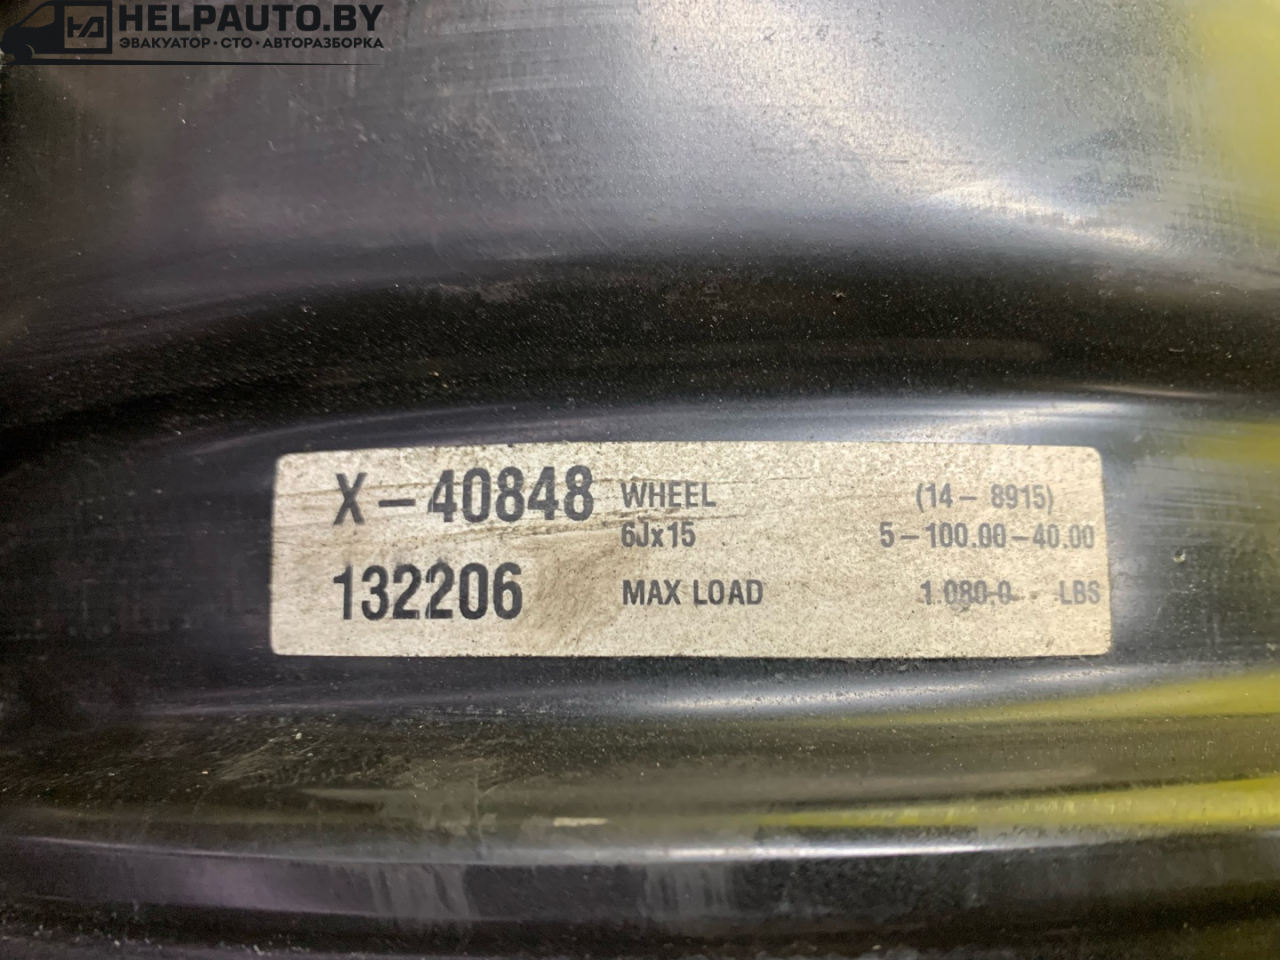 HELPAUTO.BY
ЭВАКУАТОР · СТО · АВТОРАЗБОРКА
X-40848 WHEEL (14-8915)
6Jx15 5-100.00-40.00
132206 MAX LOAD 1.080.0 LBS